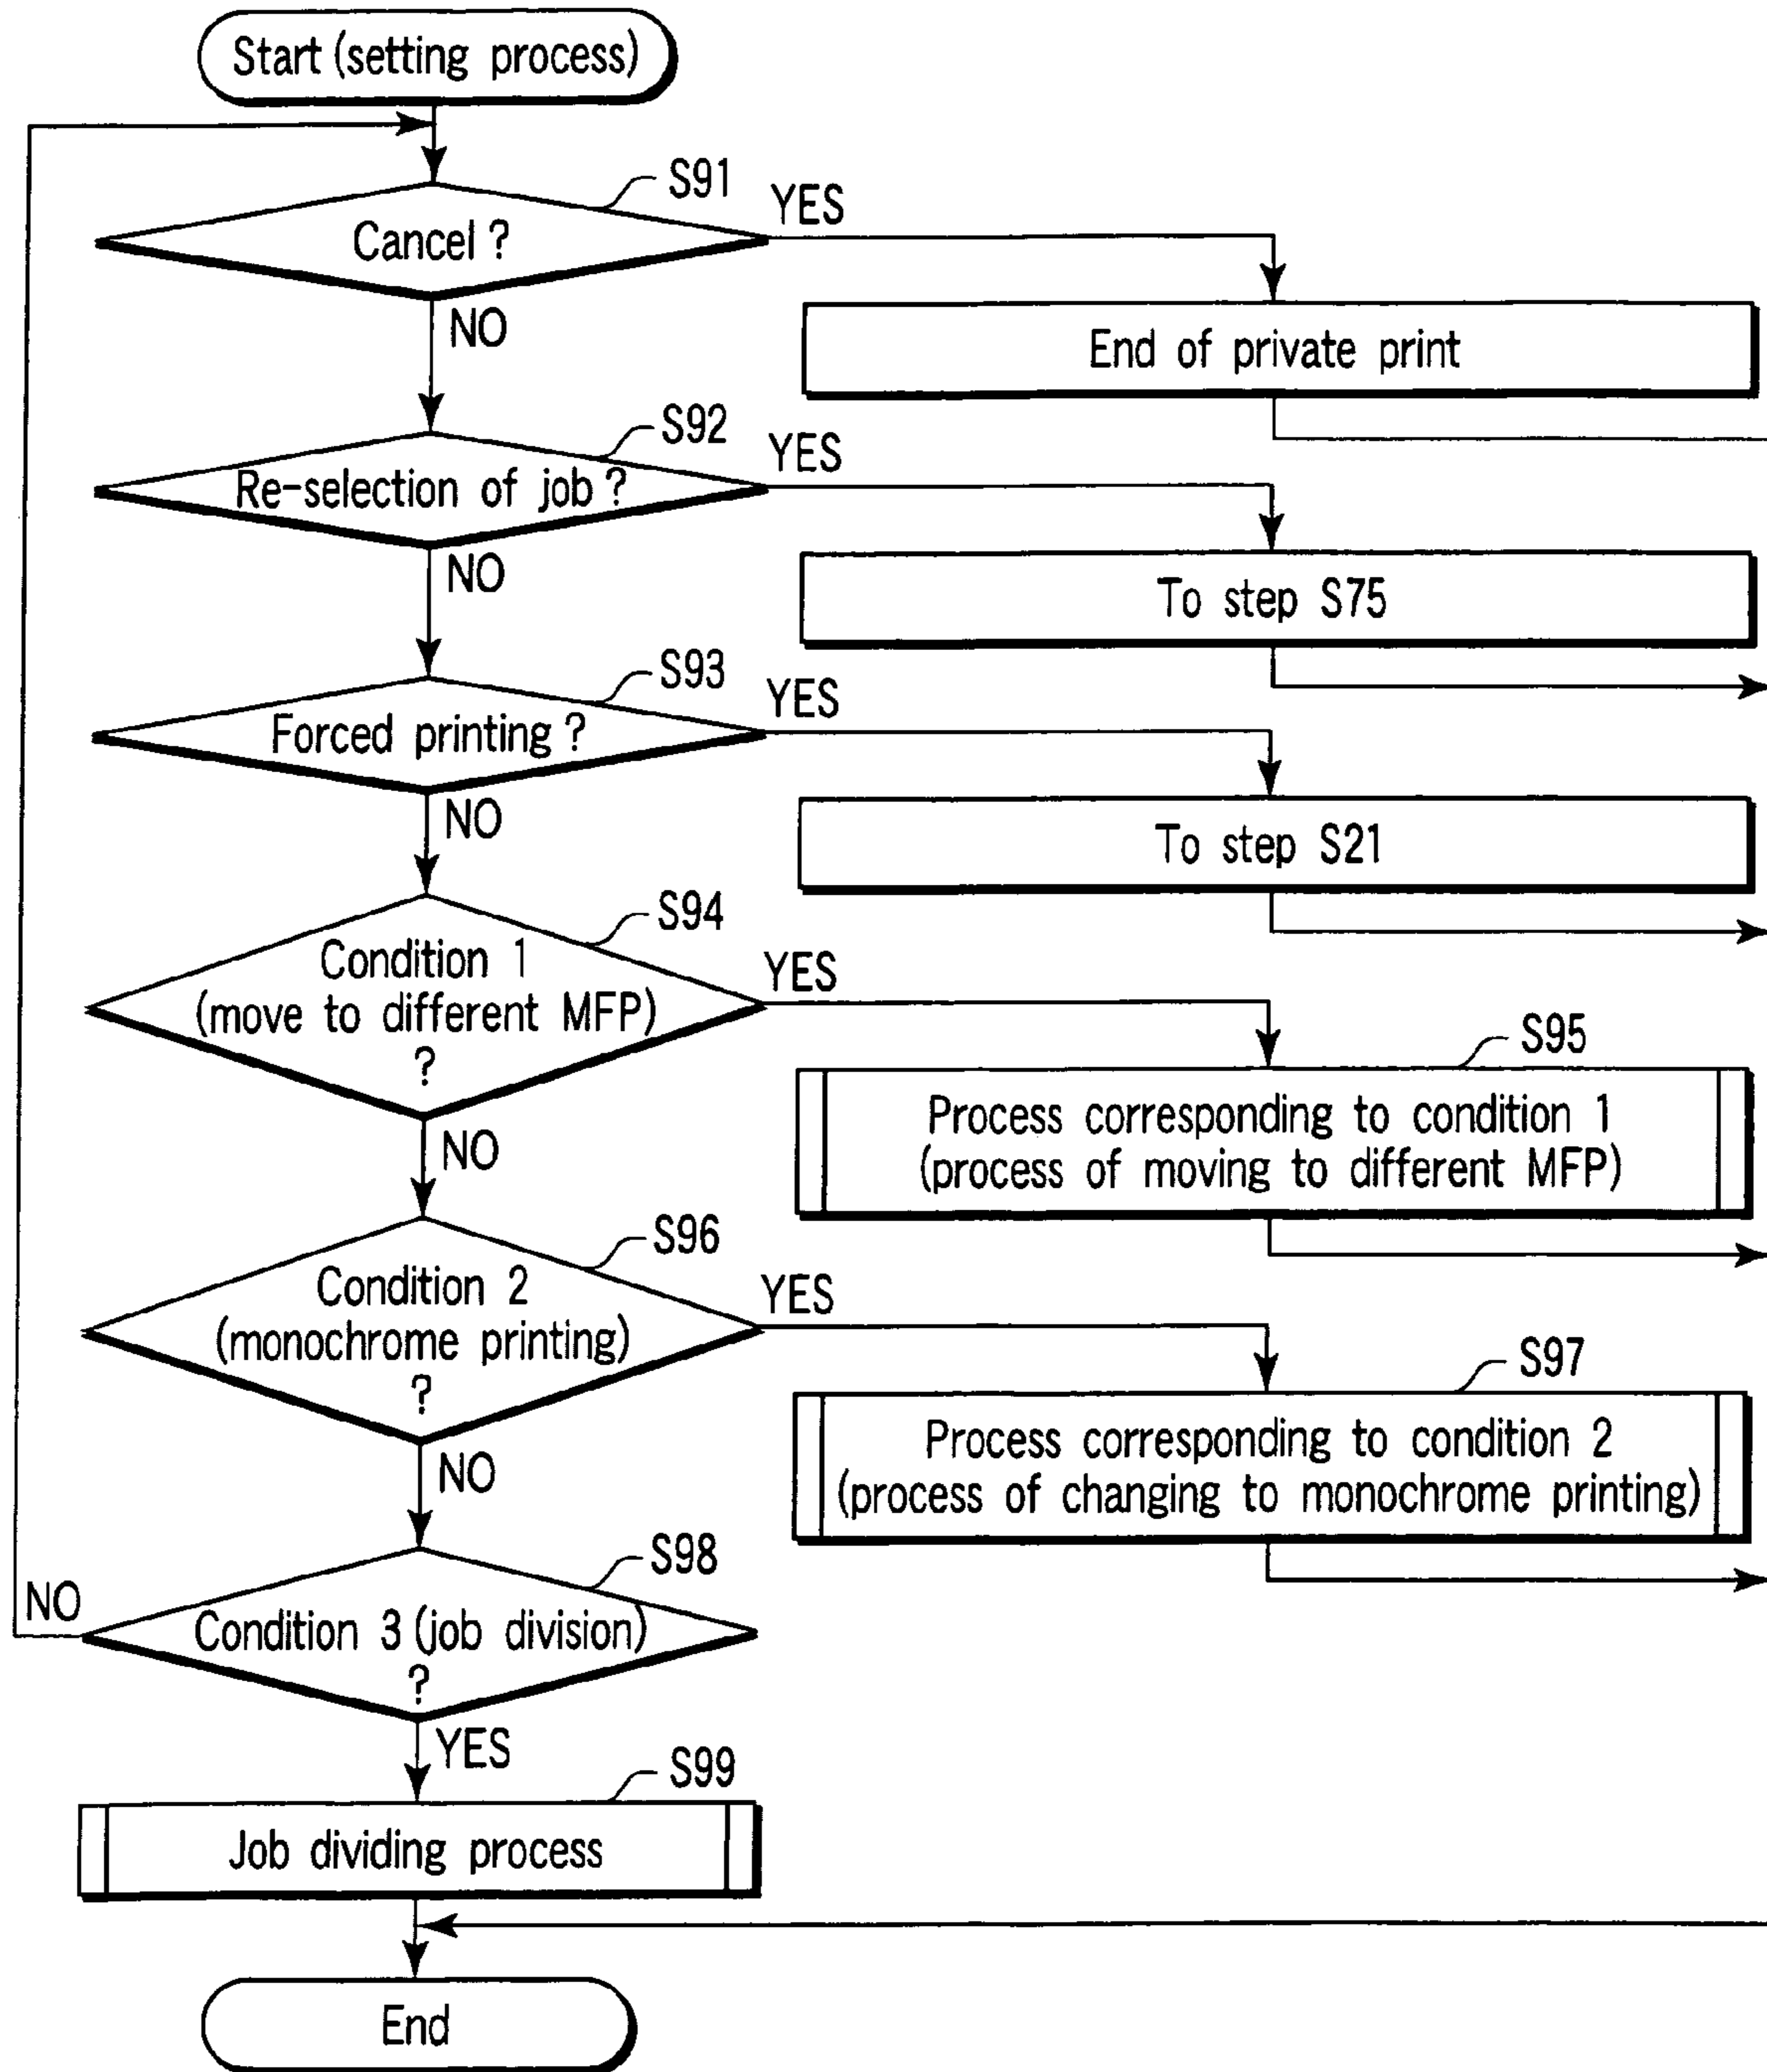 Start (setting process)
S91
YES
Cancel ?
NO
End of private print
S92
YES
Re-selection of job ?
NO
To step S75
S93
YES
Forced printing ?
NO
To step S21
S94
Condition 1
(move to different MFP)
?
YES
NO
S95
Process corresponding to condition 1
(process of moving to different MFP)
S96
Condition 2
(monochrome printing)
?
YES
NO
S97
Process corresponding to condition 2
(process of changing to monochrome printing)
S98
NO
Condition 3 (job division)
?
YES
S99
Job dividing process
End